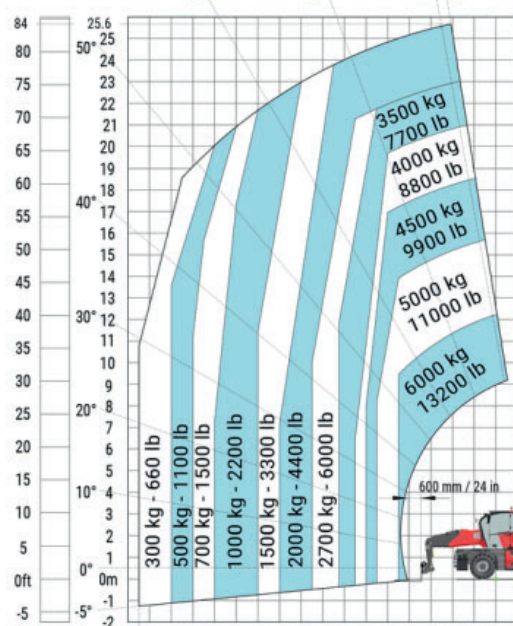 84
80
75
70
65
60
55
50
45
40
35
30
25
20
15
10
5
0ft
-5
50°
40°
30°
20°
10°
0°
-5°
25.6
25
24
23
22
21
20
19
18
17
16
15
14
13
12
11
10
9
8
7
6
5
4
3
2
1
0m
-1
-2
300 kg - 660 lb
500 kg - 1100 lb
700 kg - 1500 lb
1000 kg - 2200 lb
1500 kg - 3300 lb
2000 kg - 4400 lb
2700 kg - 6000 lb
3500 kg
7700 lb
4000 kg
8800 lb
4500 kg
9900 lb
5000 kg
11000 lb
6000 kg
13200 lb
600 mm / 24 in